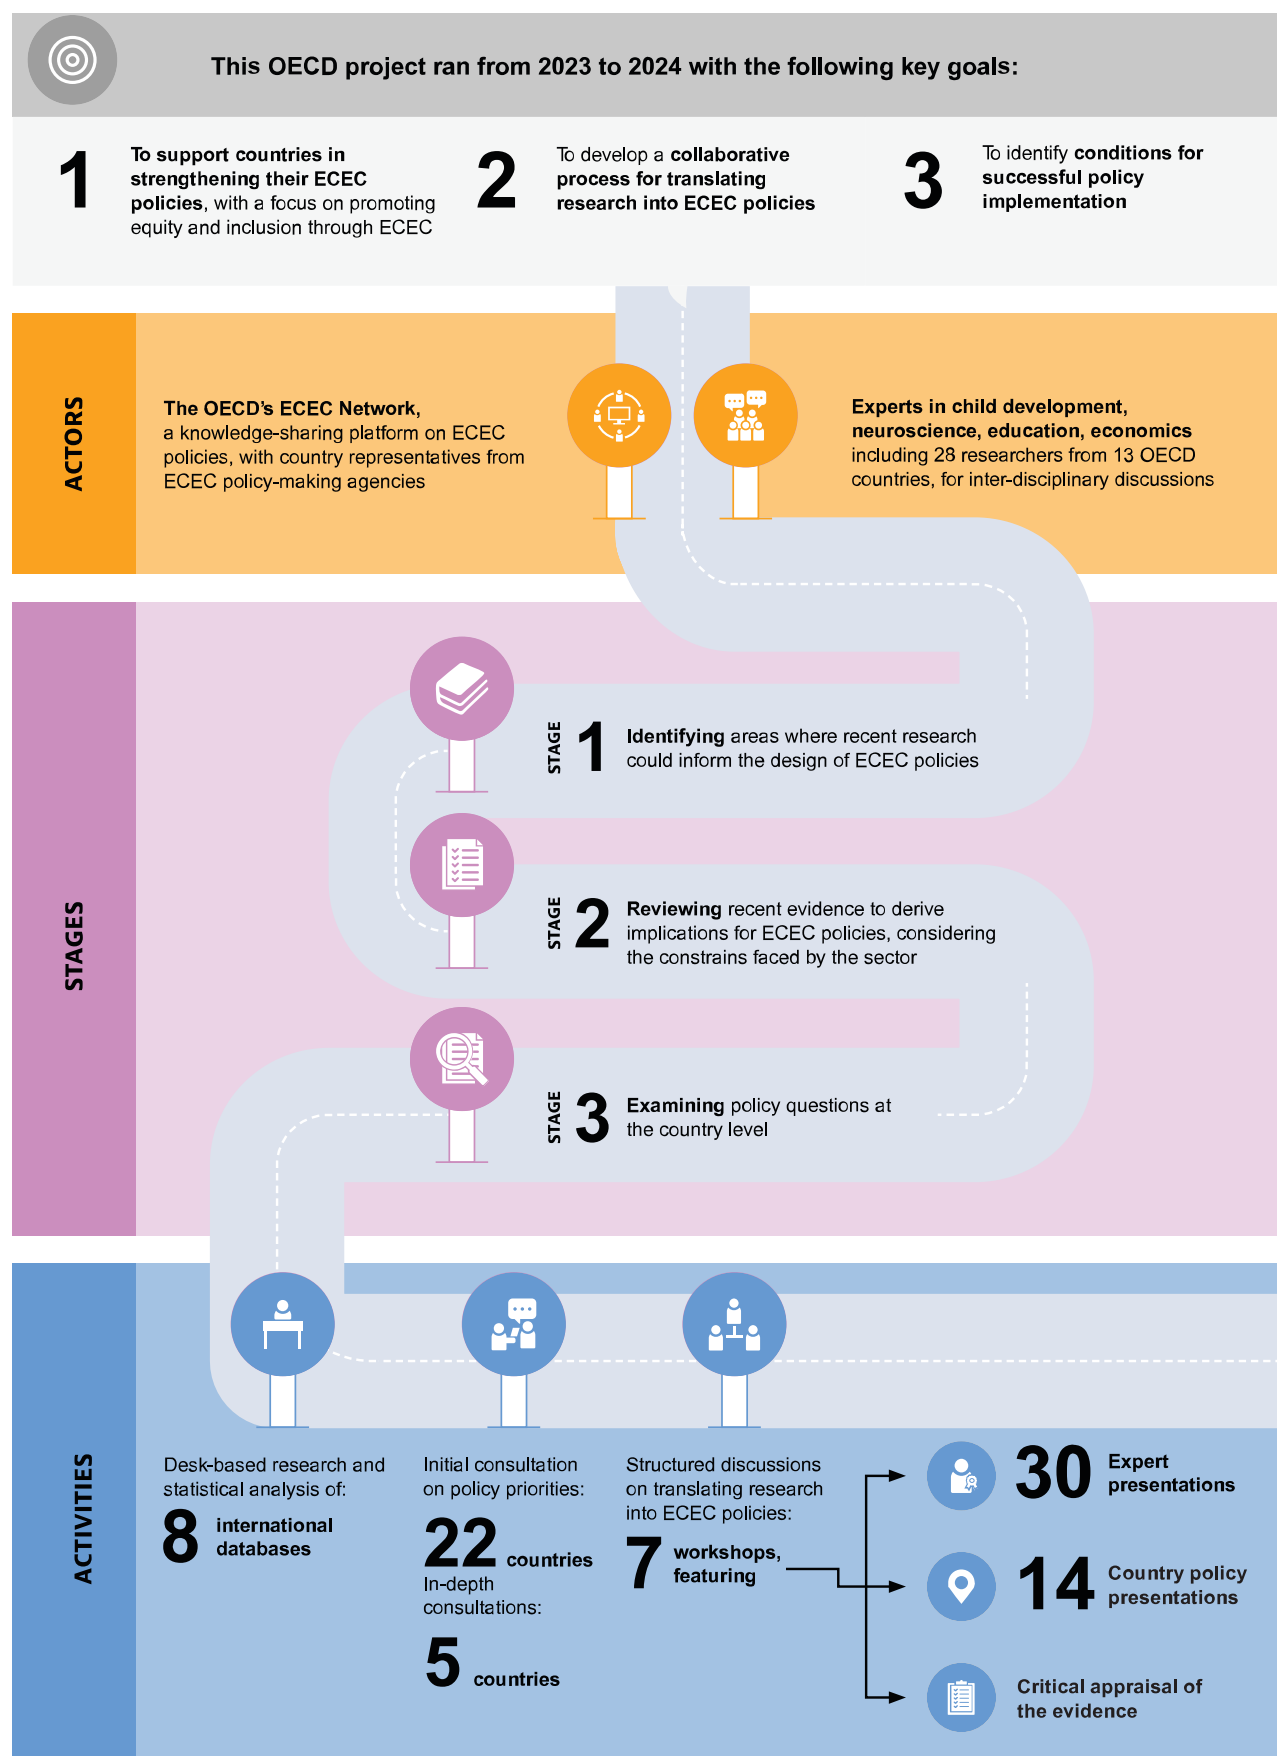 This OECD project ran from 2023 to 2024 with the following key goals:
1
To support countries in
strengthening their ECEC
policies, with a focus on promoting
equity and inclusion through ECEC
2
To develop a collaborative
process for translating
research into ECEC policies
3
To identify conditions for
successful policy
implementation
ACTORS
The OECD's ECEC Network,
a knowledge-sharing platform on ECEC
policies, with country representatives from
ECEC policy-making agencies
Experts in child development,
neuroscience, education, economics
including 28 researchers from 13 OECD
countries, for inter-disciplinary discussions
STAGES
STAGE 1
Identifying areas where recent research
could inform the design of ECEC policies
STAGE 2
Reviewing recent evidence to derive
implications for ECEC policies, considering
the constrains faced by the sector
STAGE 3
Examining policy questions at
the country level
ACTIVITIES
Desk-based research and
statistical analysis of:
8 international
databases
Initial consultation
on policy priorities:
22 countries
In-depth
consultations:
5 countries
Structured discussions
on translating research
into ECEC policies:
7 workshops,
featuring
30 Expert
presentations
14 Country policy
presentations
Critical appraisal of
the evidence